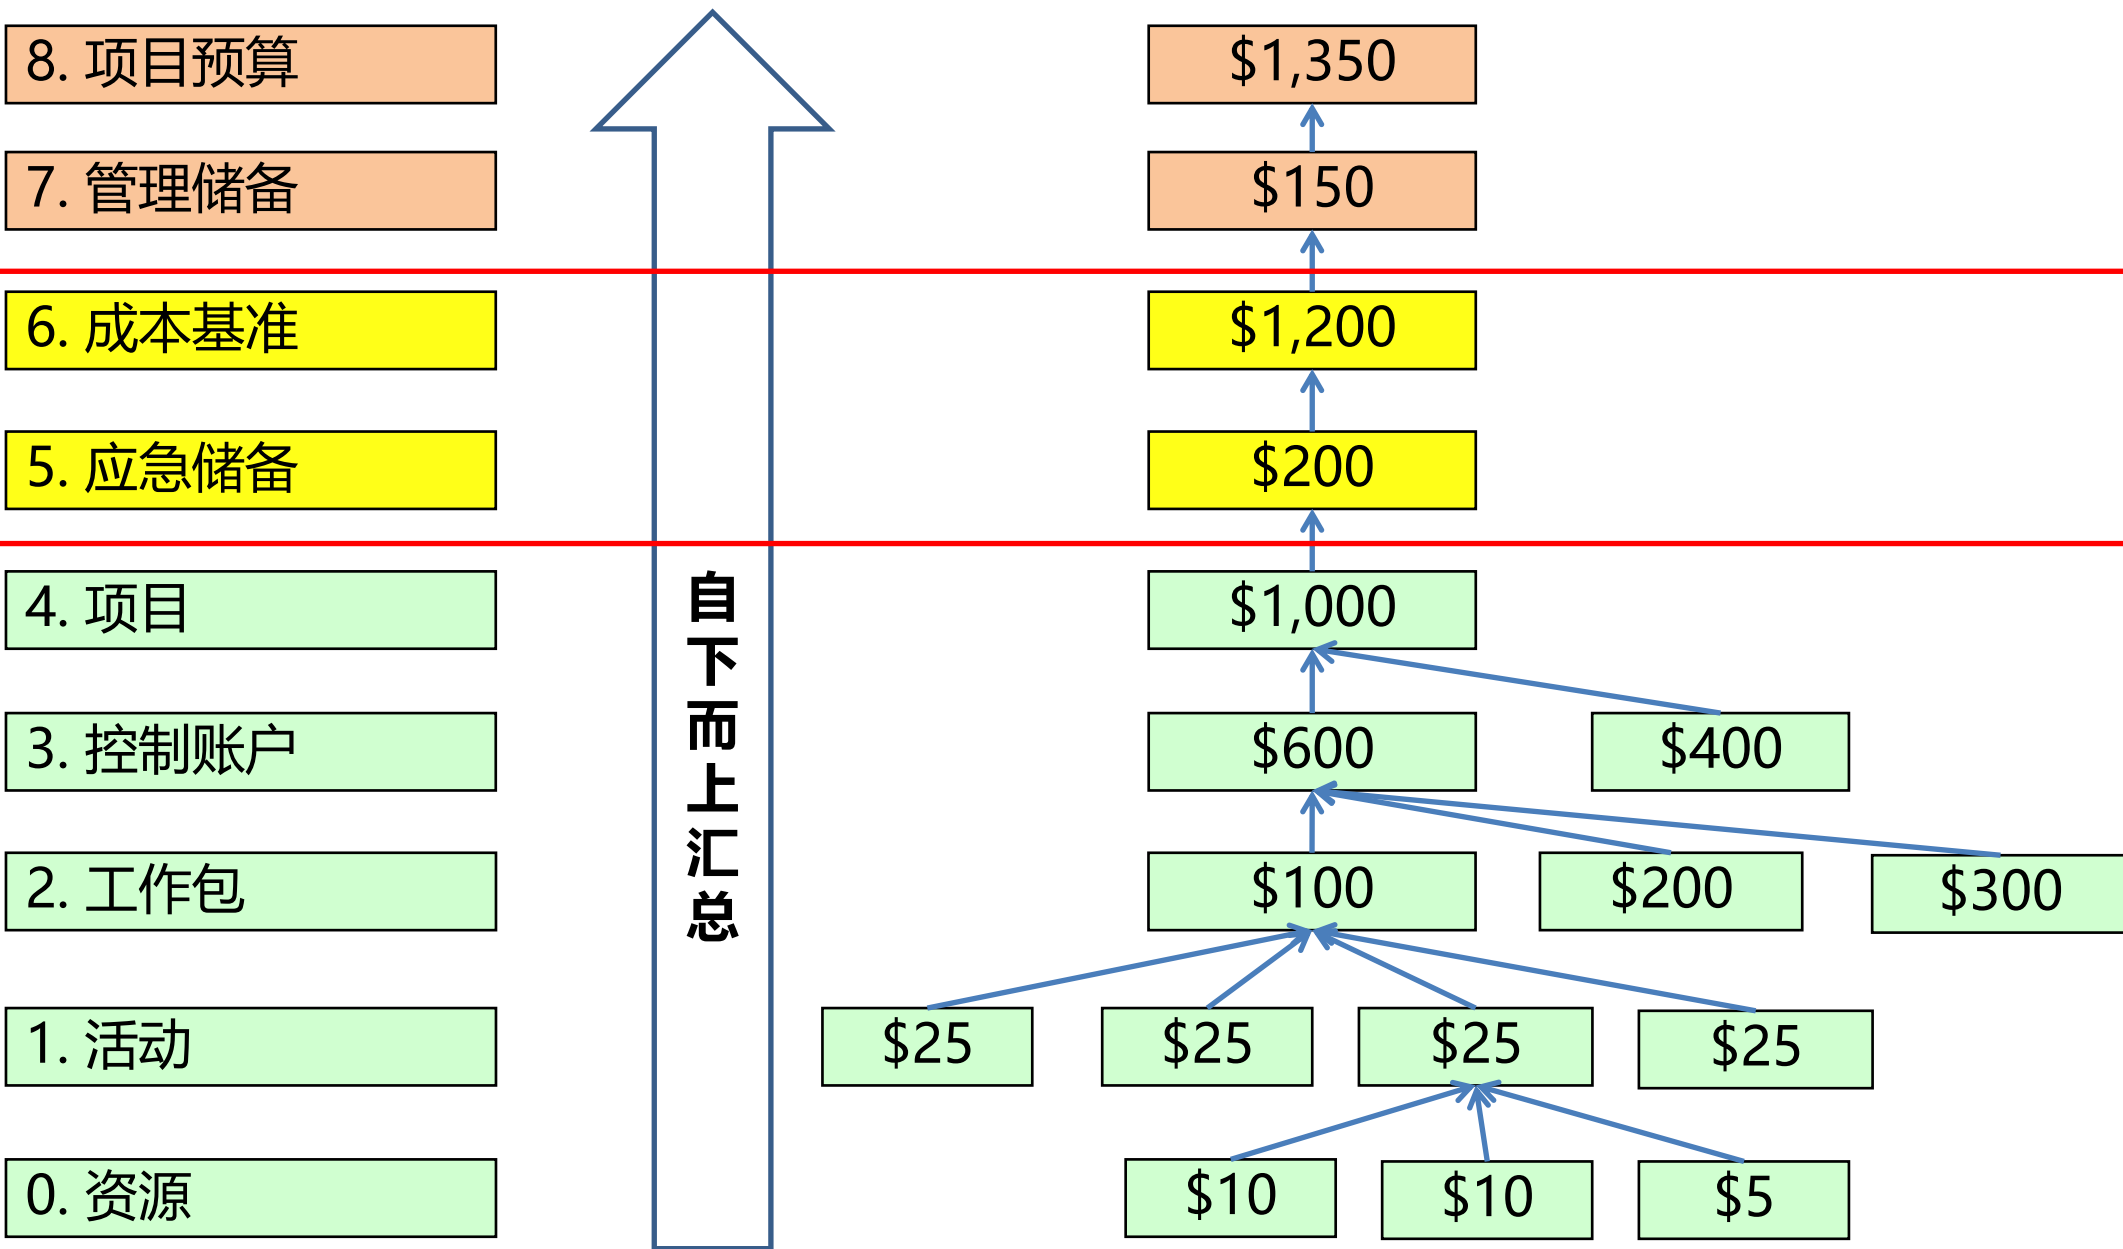 8. 项目预算
$1,350
7. 管理储备
$150
6. 成本基准
$1,200
5. 应急储备
$200
自下而上汇总
4. 项目
$1,000
3. 控制账户
$600
$400
2. 工作包
$100
$200
$300
1. 活动
$25
$25
$25
$25
0. 资源
$10
$10
$5